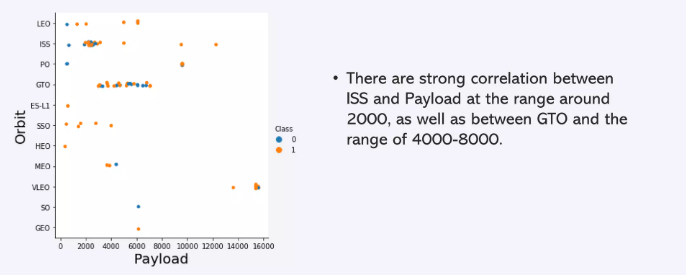 LEO
ISS
PO
GTO
ES-L1
SSO
HEO
MEO
VLEO
SO
GEO
Orbit
0 2000 4000 6000 8000 10000 12000 14000 16000
Payload
Class
0
1
• There are strong correlation between
ISS and Payload at the range around
2000, as well as between GTO and the
range of 4000-8000.